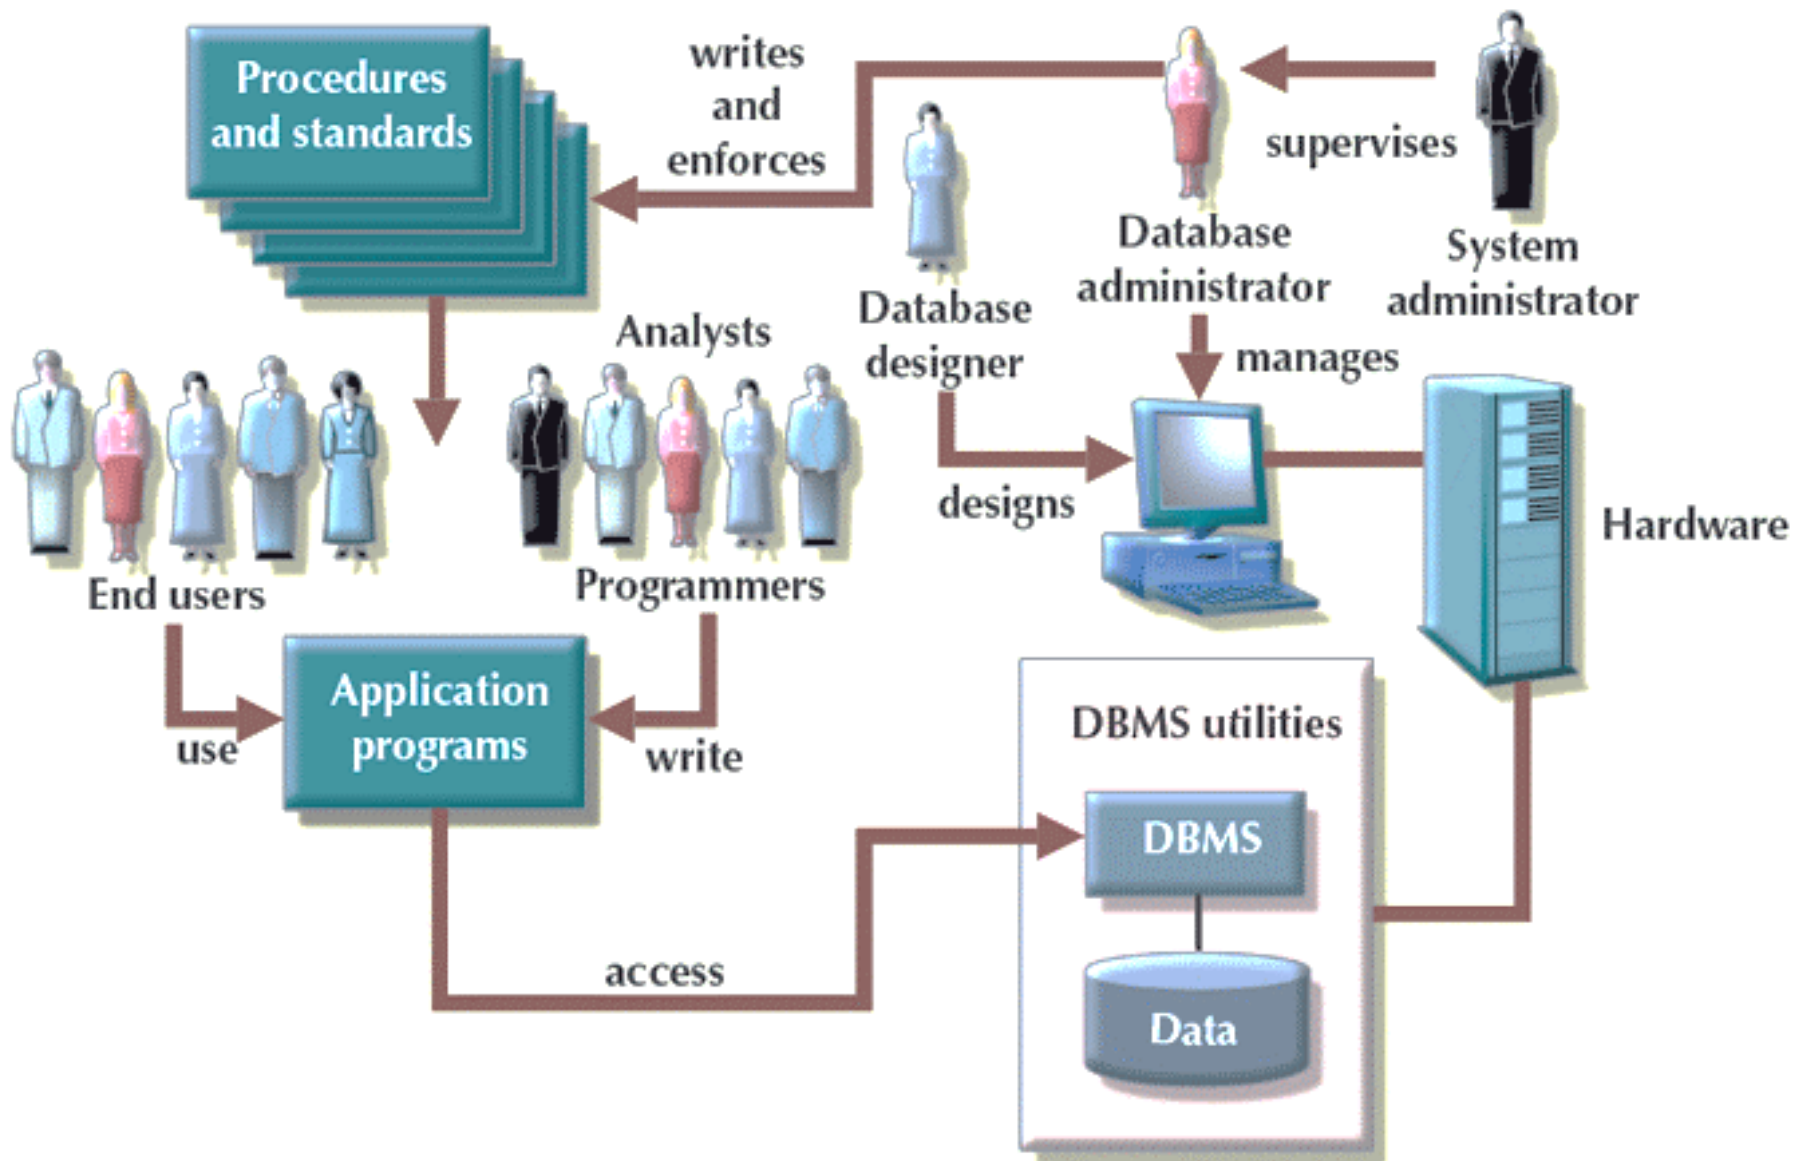 Procedures
and standards
writes
and
enforces
supervises
Database
administrator
System
administrator
Database
designer
manages
Analysts
designs
Hardware
End users
Programmers
use
Application
programs
write
DBMS utilities
DBMS
access
Data